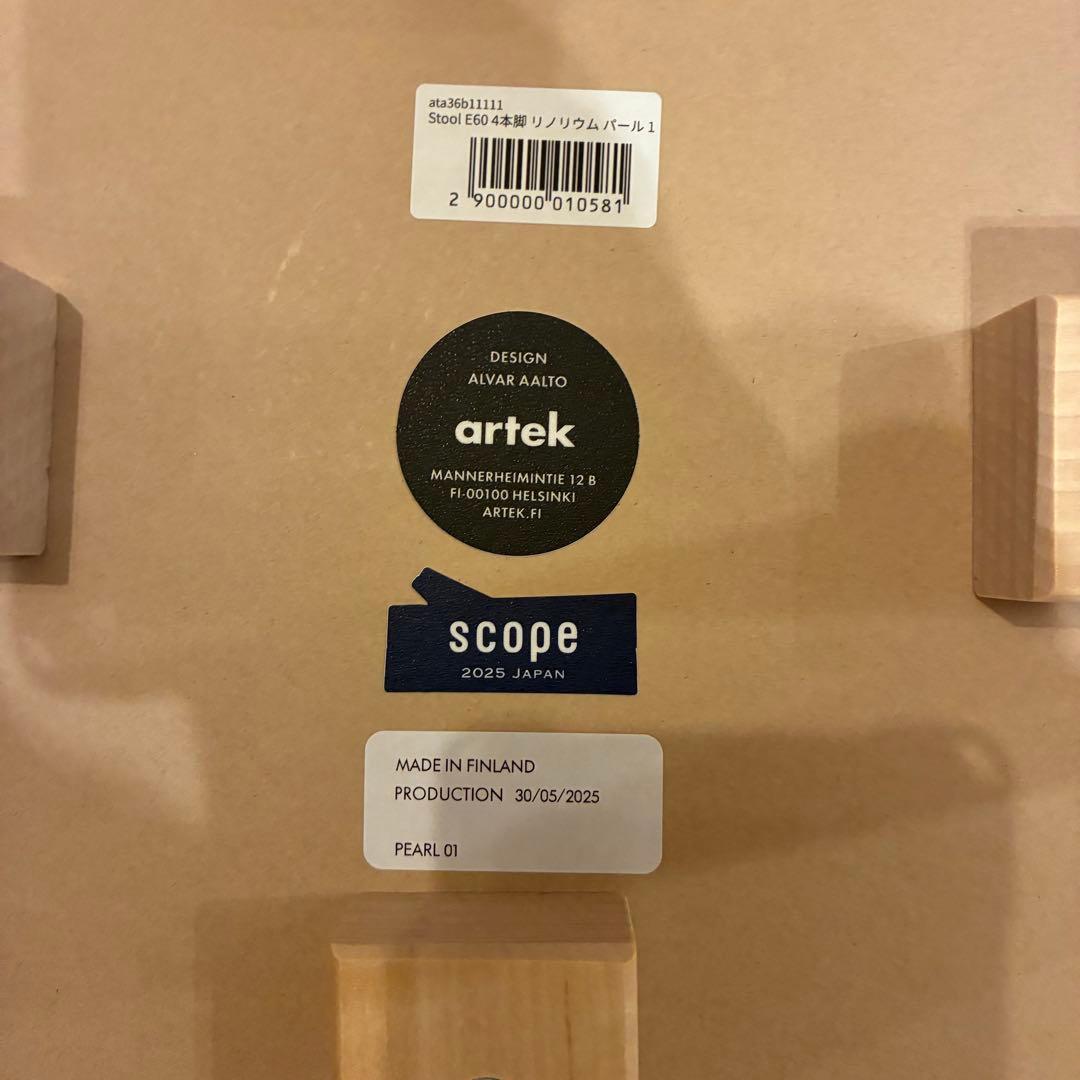 ata36b11111
Stool E60 4本脚 リノリウム パール 1
2 900000 010581
DESIGN
ALVAR AALTO
artek
MANNERHEIMINTIE 12 B
FI-00100 HELSINKI
ARTEK.FI
scope
2025 JAPAN
MADE IN FINLAND
PRODUCTION 30/05/2025
PEARL 01